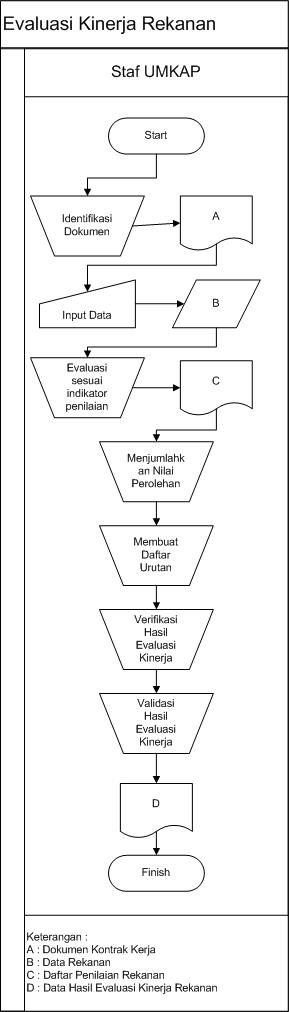 Evaluasi Kinerja Rekanan
Staf UMKAP
Start
Identifikasi
Dokumen
A
Input Data
B
Evaluasi
sesuai
indikator
penilaian
C
Menjumlahk
an Nilai
Perolehan
Membuat
Daftar
Urutan
Verifikasi
Hasil
Evaluasi
Kinerja
Validasi
Hasil
Evaluasi
Kinerja
D
Finish
Keterangan :
A : Dokumen Kontrak Kerja
B : Data Rekanan
C : Daftar Penilaian Rekanan
D : Data Hasil Evaluasi Kinerja Rekanan